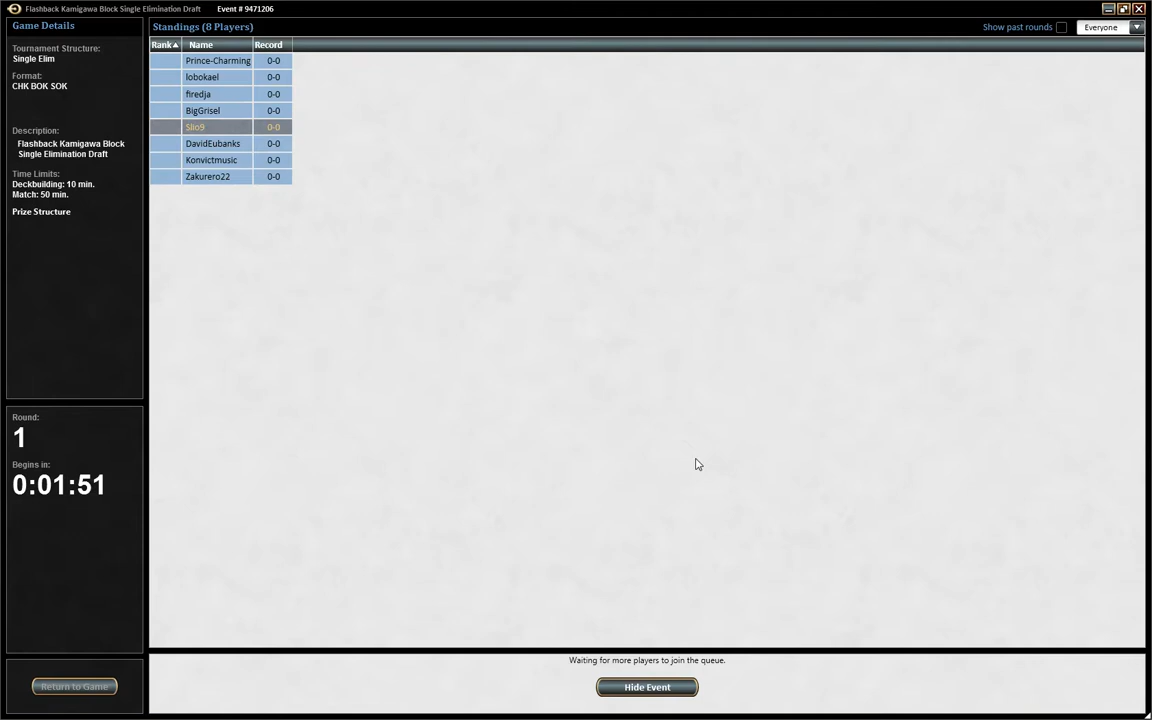 Flashback Kamigawa Block Single Elimination Draft Event # 9471206
Game Details
Tournament Structure:
Single Elim
Format:
CHK BOK SOK
Description:
Flashback Kamigawa Block
Single Elimination Draft
Time Limits:
Deckbuilding: 10 min.
Match: 50 min.
Prize Structure
Round:
1
Begins in:
0:01:51
Return to Game
Standings (8 Players)
Show past rounds
Everyone
Rank Name Record
Prince-Charming 0-0
lobokael 0-0
firedja 0-0
BigGrisel 0-0
Slio9 0-0
DavidEubanks 0-0
Konvictmusic 0-0
Zakurero22 0-0
Waiting for more players to join the queue.
Hide Event